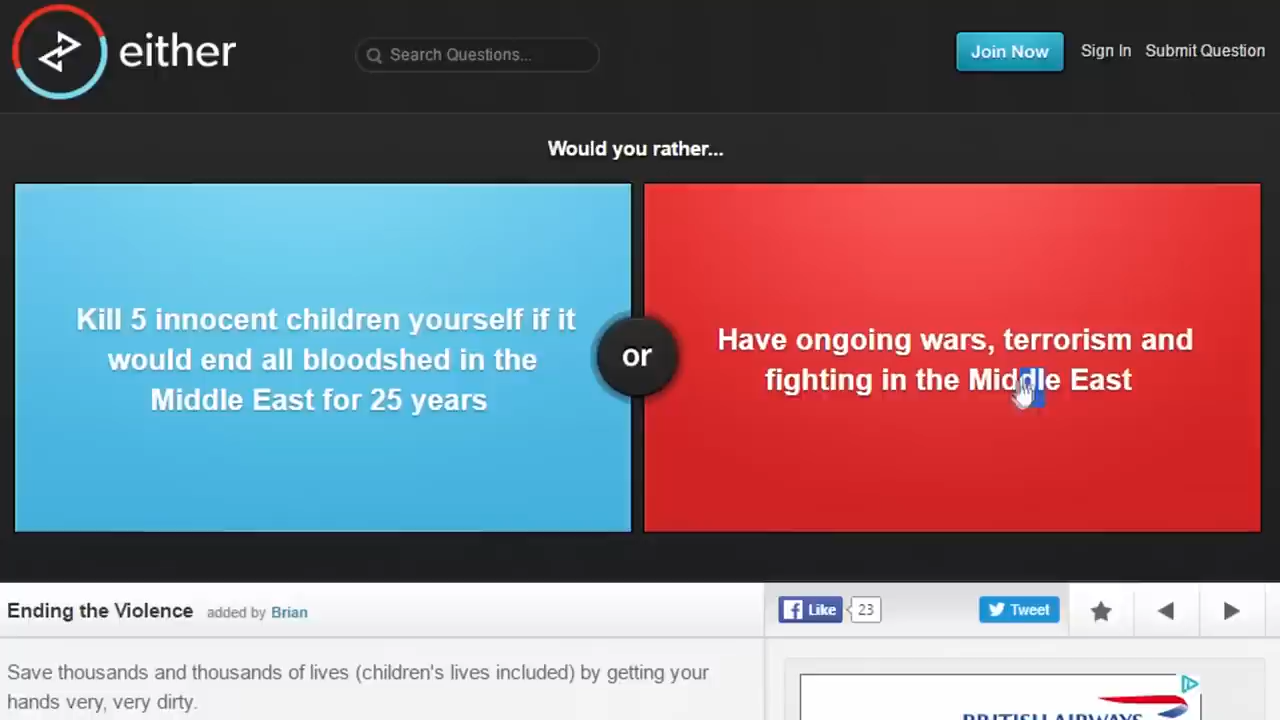 either
Search Questions...
Join Now
Sign In
Submit Question
Would you rather...
Kill 5 innocent children yourself if it
would end all bloodshed in the
Middle East for 25 years
or
Have ongoing wars, terrorism and
fighting in the Middle East
Ending the Violence added by Brian
Like
23
Tweet
Save thousands and thousands of lives (children's lives included) by getting your
hands very, very dirty.
BRITISH AIRWAYS